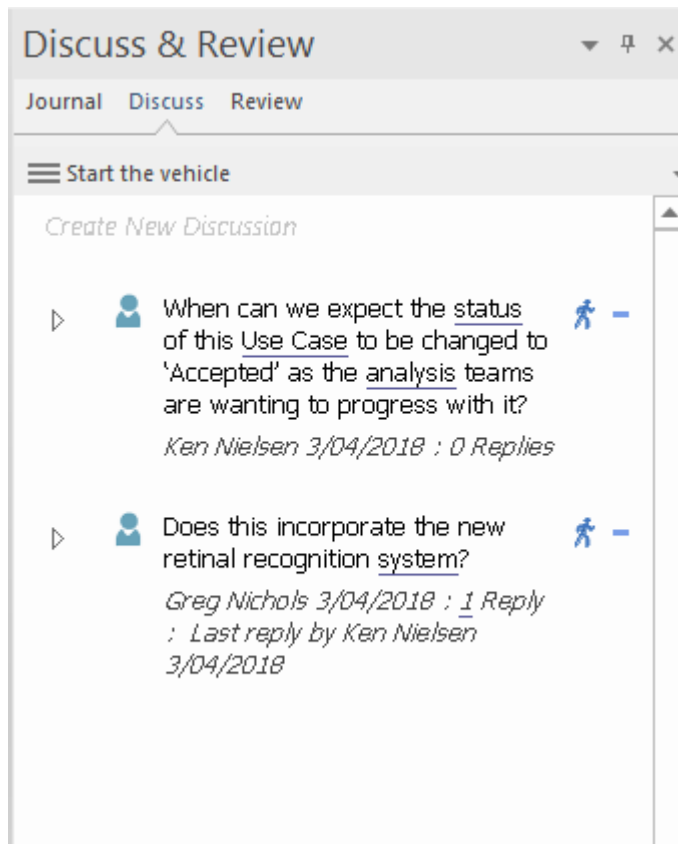 Discuss & Review
Journal Discuss Review
Start the vehicle
Create New Discussion
When can we expect the status
of this Use Case to be changed to
'Accepted' as the analysis teams
are wanting to progress with it?
Ken Nielsen 3/04/2018 : 0 Replies
Does this incorporate the new
retinal recognition system?
Greg Nichols 3/04/2018 : 1 Reply
: Last reply by Ken Nielsen
3/04/2018